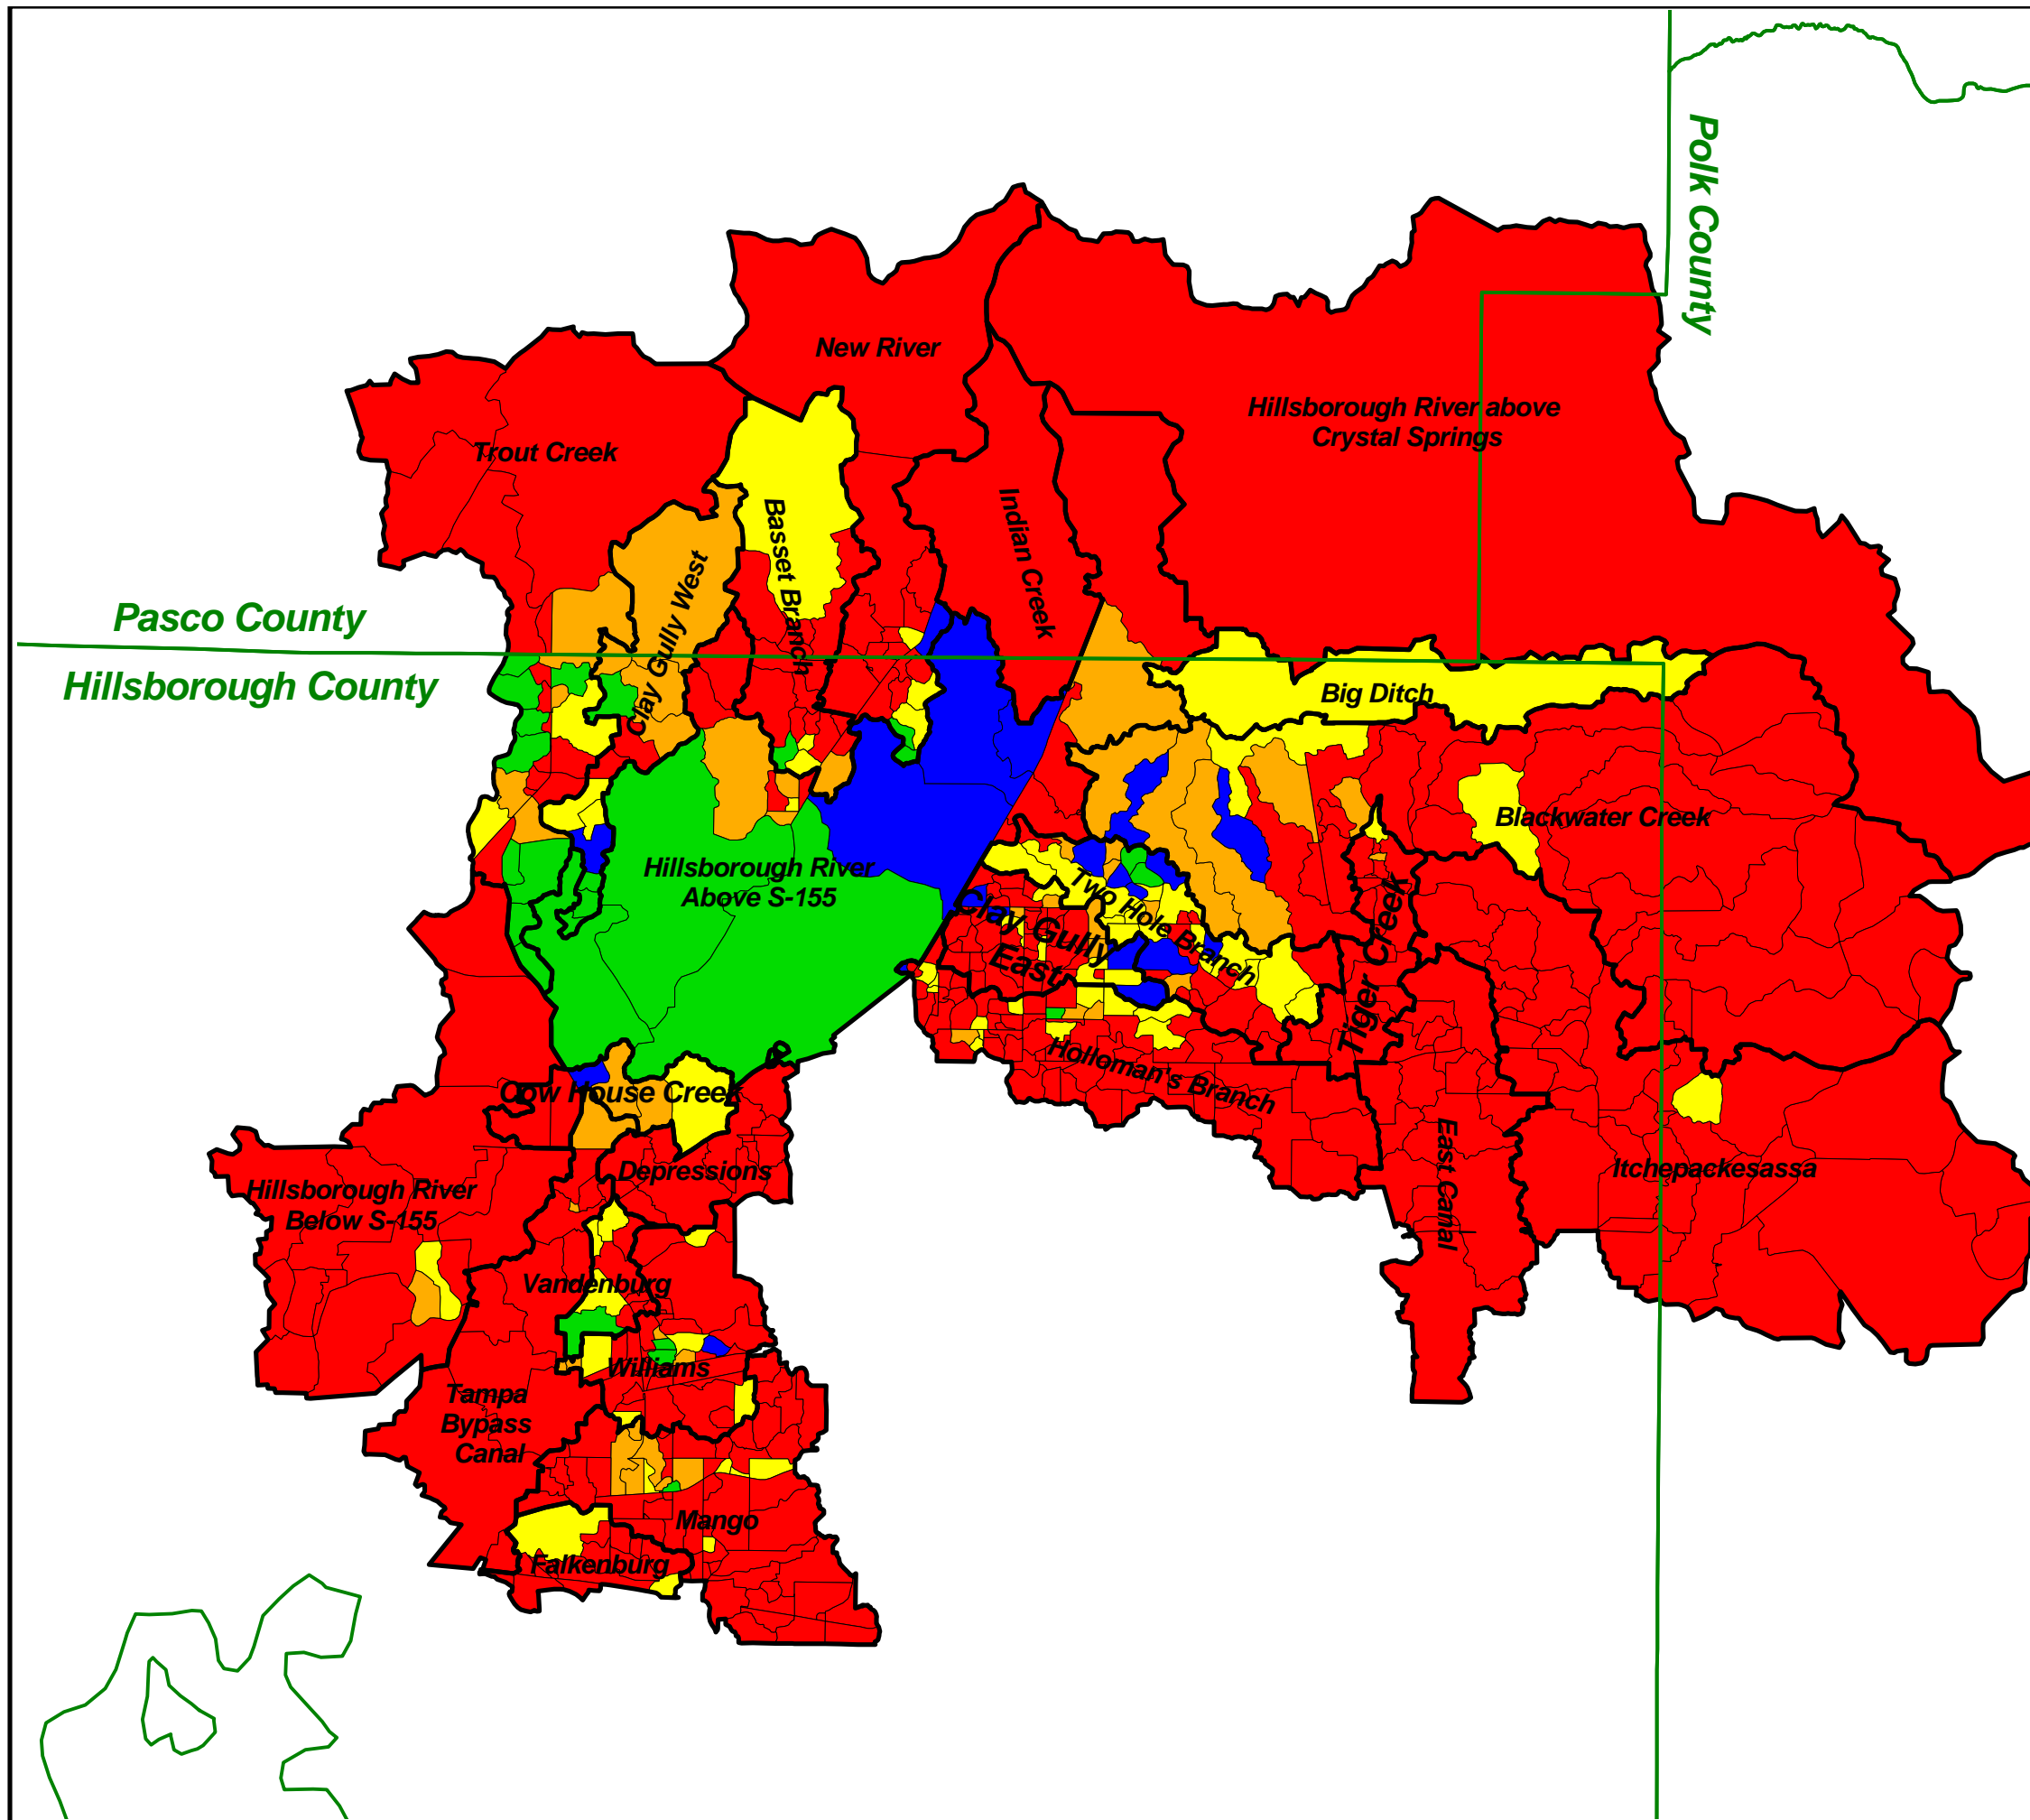 Polk County
New River
Hillsborough River above
Crystal Springs
Trout Creek
Indian Creek
Basset Branch
Clay Gully West
Pasco County
Hillsborough County
Big Ditch
Blackwater Creek
Hillsborough River
Above S-155
Two Hole Branch
Clay Gully
East
Tiger Creek
Holloman's Branch
Cow House Creek
Depressions
East Canal
Itchepackesassa
Hillsborough River
Below S-155
Vandenburg
Williams
Tampa
Bypass
Canal
Mango
Falkenburg